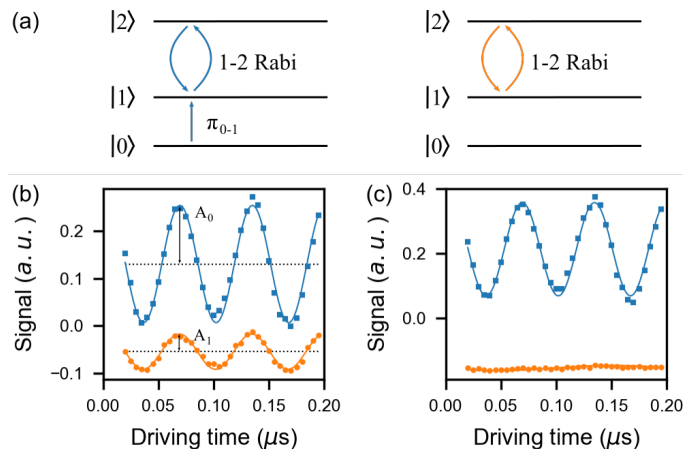 (a)
|2⟩
1-2 Rabi
|1⟩
π0-1
|0⟩
|2⟩
1-2 Rabi
|1⟩
|0⟩
(b)
Signal (a. u.)
0.2
0.1
0.0
−0.1
A0
A1
0.00 0.05 0.10 0.15 0.20
Driving time (μs)
(c)
Signal (a. u.)
0.4
0.2
0.0
0.00 0.05 0.10 0.15 0.20
Driving time (μs)